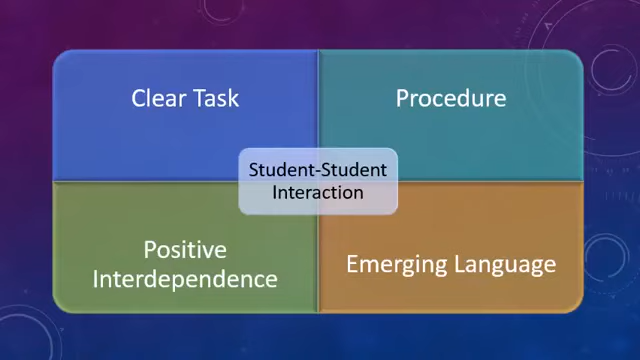 Clear Task
Procedure
Student-Student
Interaction
Positive
Interdependence
Emerging Language